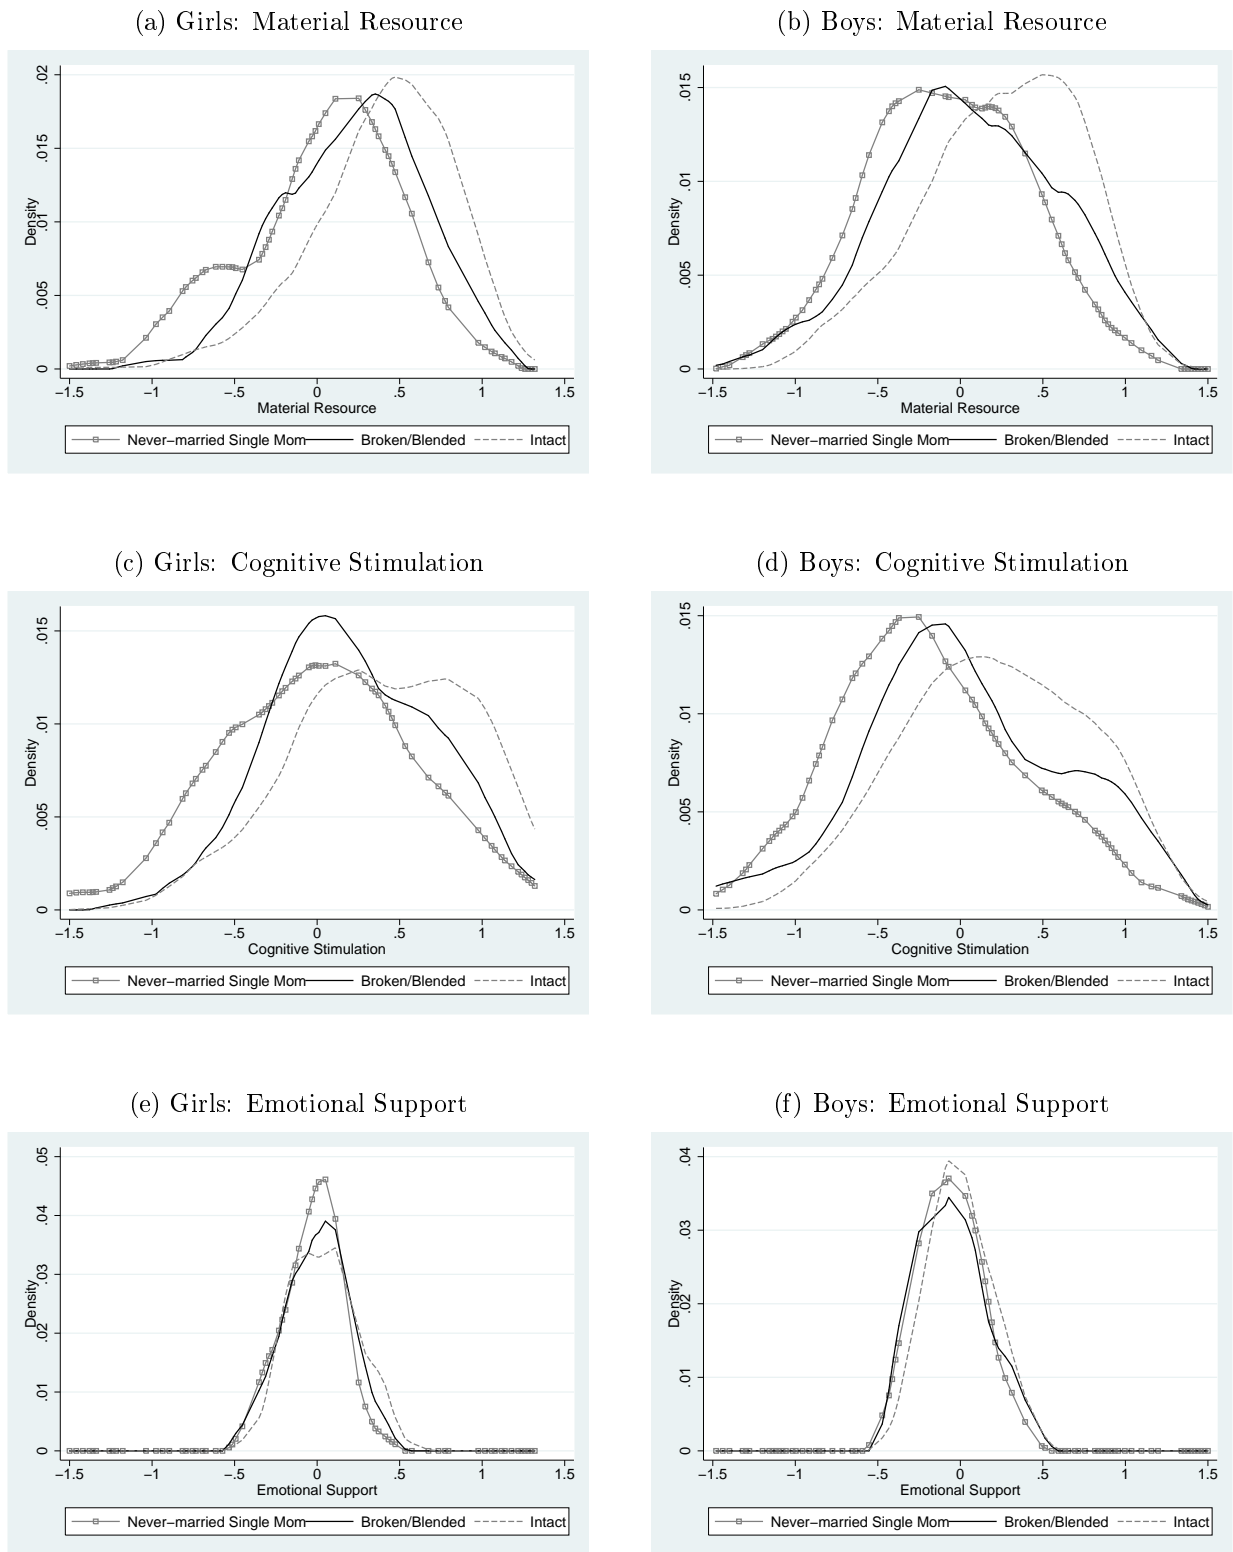 (a) Girls: Material Resource
Density
0 .005 .01 .015 .02
−1.5 −1 −.5 0 .5 1 1.5
Material Resource
Never−married Single Mom Broken/Blended Intact
(b) Boys: Material Resource
Density
0 .005 .01 .015
−1.5 −1 −.5 0 .5 1 1.5
Material Resource
Never−married Single Mom Broken/Blended Intact
(c) Girls: Cognitive Stimulation
Density
0 .005 .01 .015
−1.5 −1 −.5 0 .5 1 1.5
Cognitive Stimulation
Never−married Single Mom Broken/Blended Intact
(d) Boys: Cognitive Stimulation
Density
0 .005 .01 .015
−1.5 −1 −.5 0 .5 1 1.5
Cognitive Stimulation
Never−married Single Mom Broken/Blended Intact
(e) Girls: Emotional Support
Density
0 .01 .02 .03 .04 .05
−1.5 −1 −.5 0 .5 1 1.5
Emotional Support
Never−married Single Mom Broken/Blended Intact
(f) Boys: Emotional Support
Density
0 .01 .02 .03 .04
−1.5 −1 −.5 0 .5 1 1.5
Emotional Support
Never−married Single Mom Broken/Blended Intact